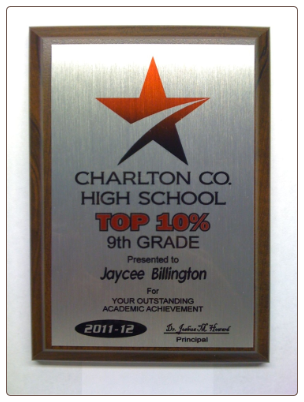 CHARLTON CO.
HIGH SCHOOL
TOP 10%
9th GRADE
Presented to
Jaycee Billington
For
YOUR OUTSTANDING
ACADEMIC ACHIEVEMENT
2011-12
Dr.
Principal